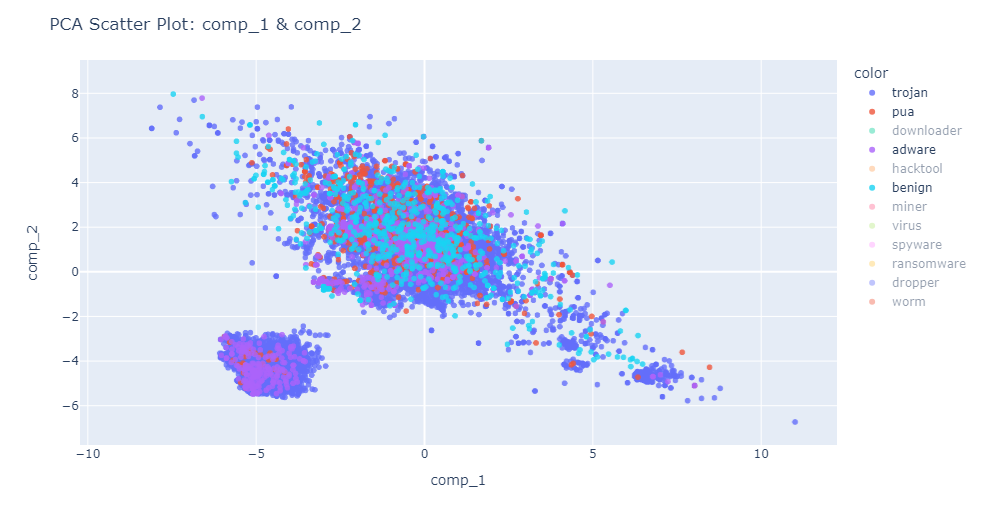 PCA Scatter Plot: comp_1 & comp_2
color
trojan
pua
downloader
adware
hacktool
benign
miner
virus
spyware
ransomware
dropper
worm
comp_2
8
6
4
2
0
−2
−4
−6
−10
−5
0
5
10
comp_1